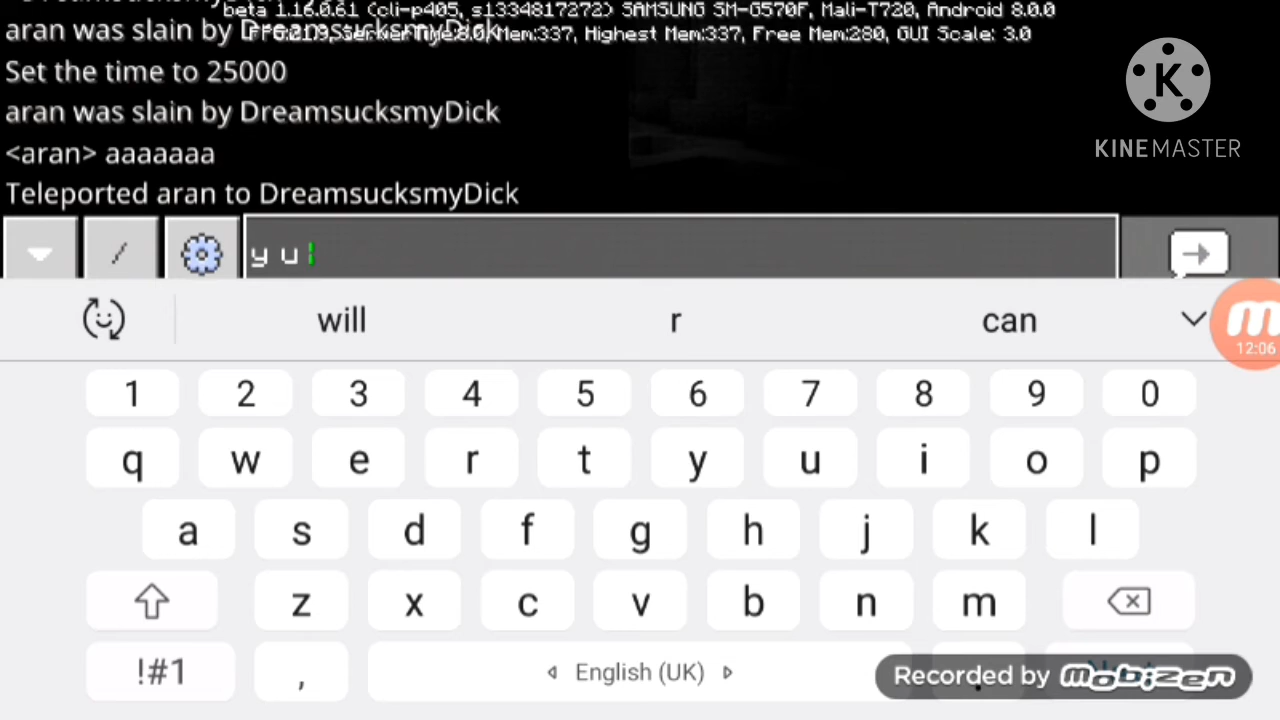 beta 1.16.0.61 (cli-p405, s1334817272) SAMSUNG SM-G570F, Mali-T720, Android 8.0.0
aran was slain by DreamsucksmyDick
Mem:337, Highest Mem:337, Free Mem:280, GUI Scale: 3.0
Set the time to 25000
aran was slain by DreamsucksmyDick
<aran> aaaaaaa
Teleported aran to DreamsucksmyDick
KINEMASTER
/
y u
will r can
12:06
1 2 3 4 5 6 7 8 9 0
q w e r t y u i o p
a s d f g h j k l
z x c v b n m
!#1 , English (UK)
Recorded by mobizen